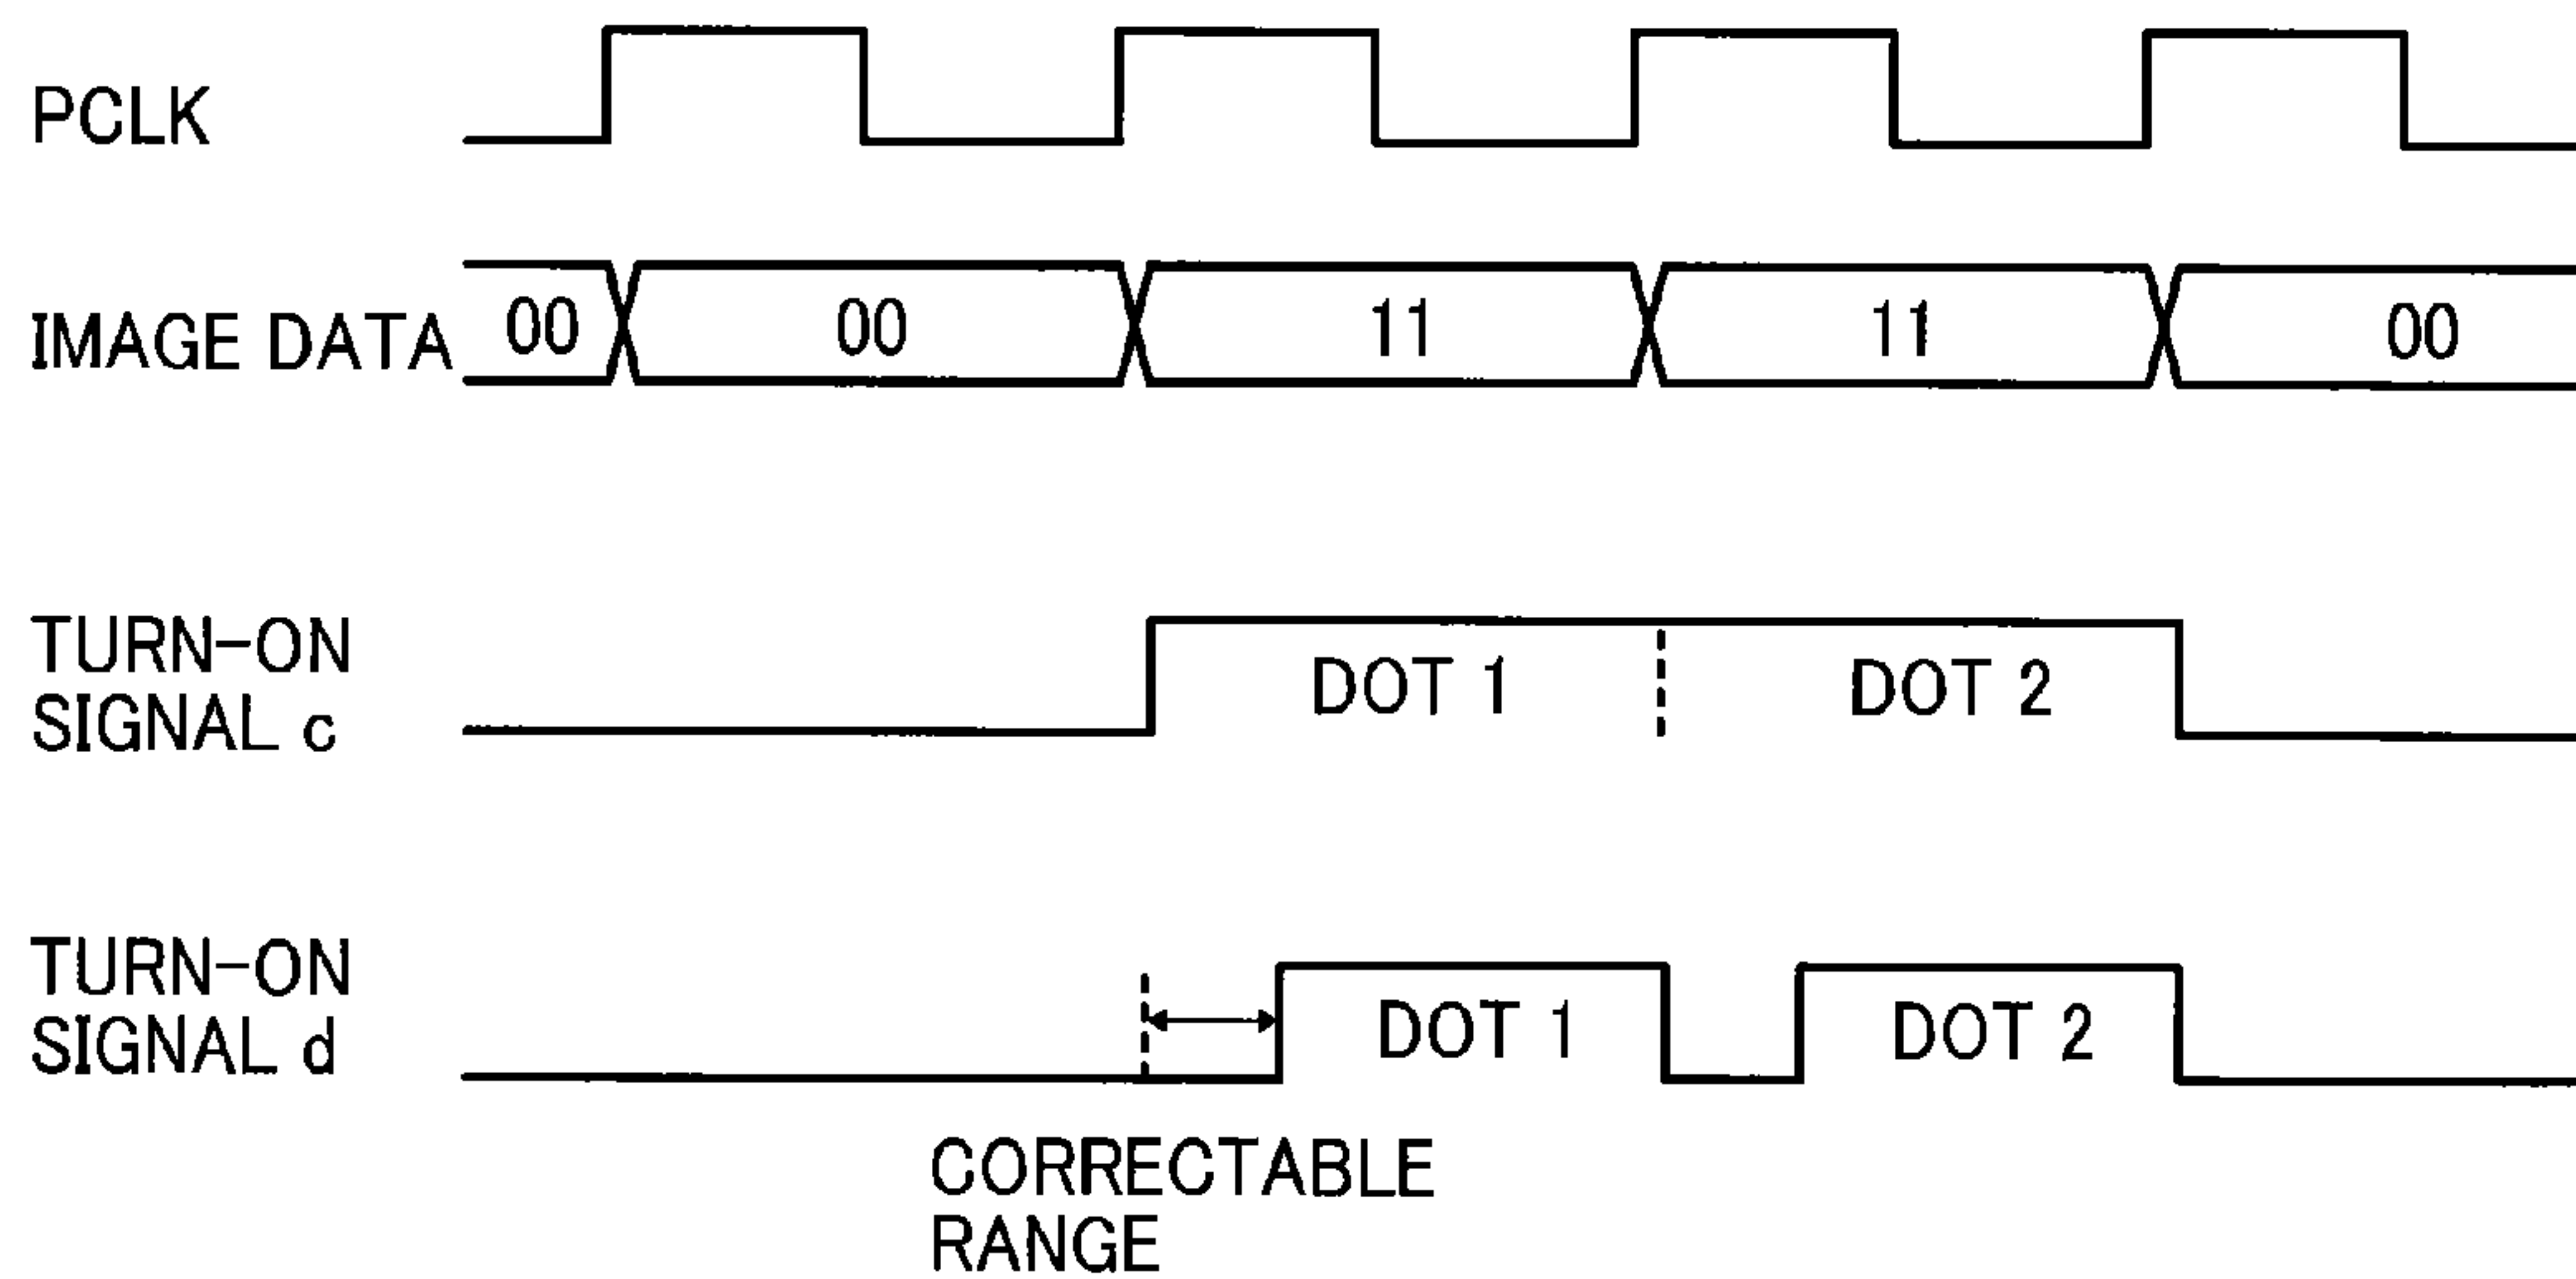 PCLK
IMAGE DATA 00 00 11 11 00
TURN-ON
SIGNAL c
DOT 1 DOT 2
TURN-ON
SIGNAL d
DOT 1 DOT 2
CORRECTABLE
RANGE